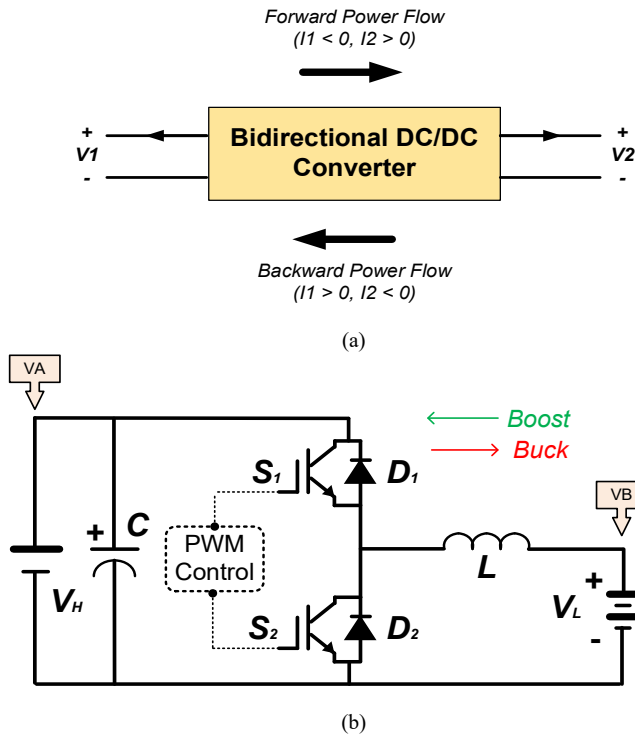 Forward Power Flow
(I1 < 0, I2 > 0)
+ Bidirectional DC/DC +
V1 Converter V2
- -
Backward Power Flow
(I1 > 0, I2 < 0)
(a)
VA
Boost
Buck
VB
S1 D1
+ C
PWM
Control
L
+
VH
VL
S2 D2
-
(b)